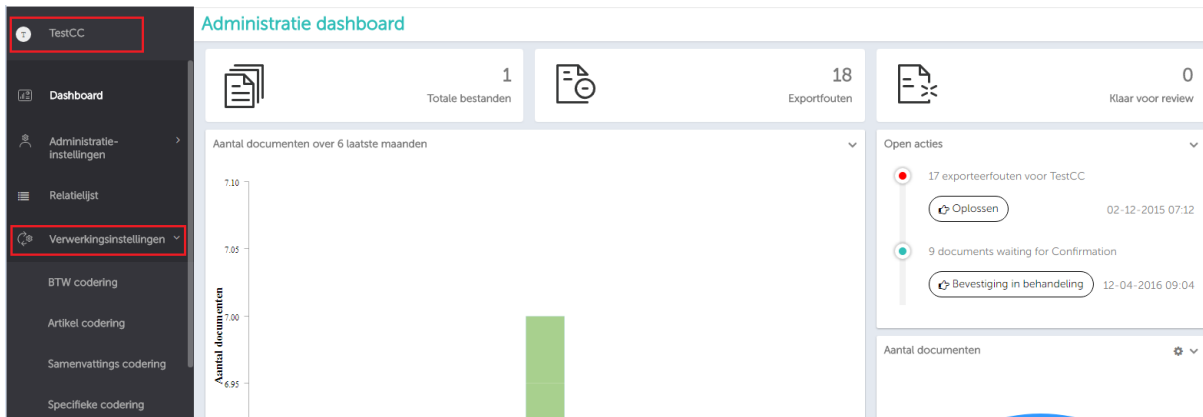 T TestCC
Dashboard
Administratie-
instellingen
Relatielijst
Verwerkingsinstellingen
BTW codering
Artikel codering
Samenvattings codering
Specifieke codering
Administratie dashboard
1
Totale bestanden
18
Exportfouten
0
Klaar voor review
Aantal documenten over 6 laatste maanden
7.10
7.05
7.00
6.95
Aantal documenten
Open acties
17 exporteerfouten voor TestCC
Oplossen 02-12-2015 07:12
9 documents waiting for Confirmation
Bevestiging in behandeling 12-04-2016 09:04
Aantal documenten